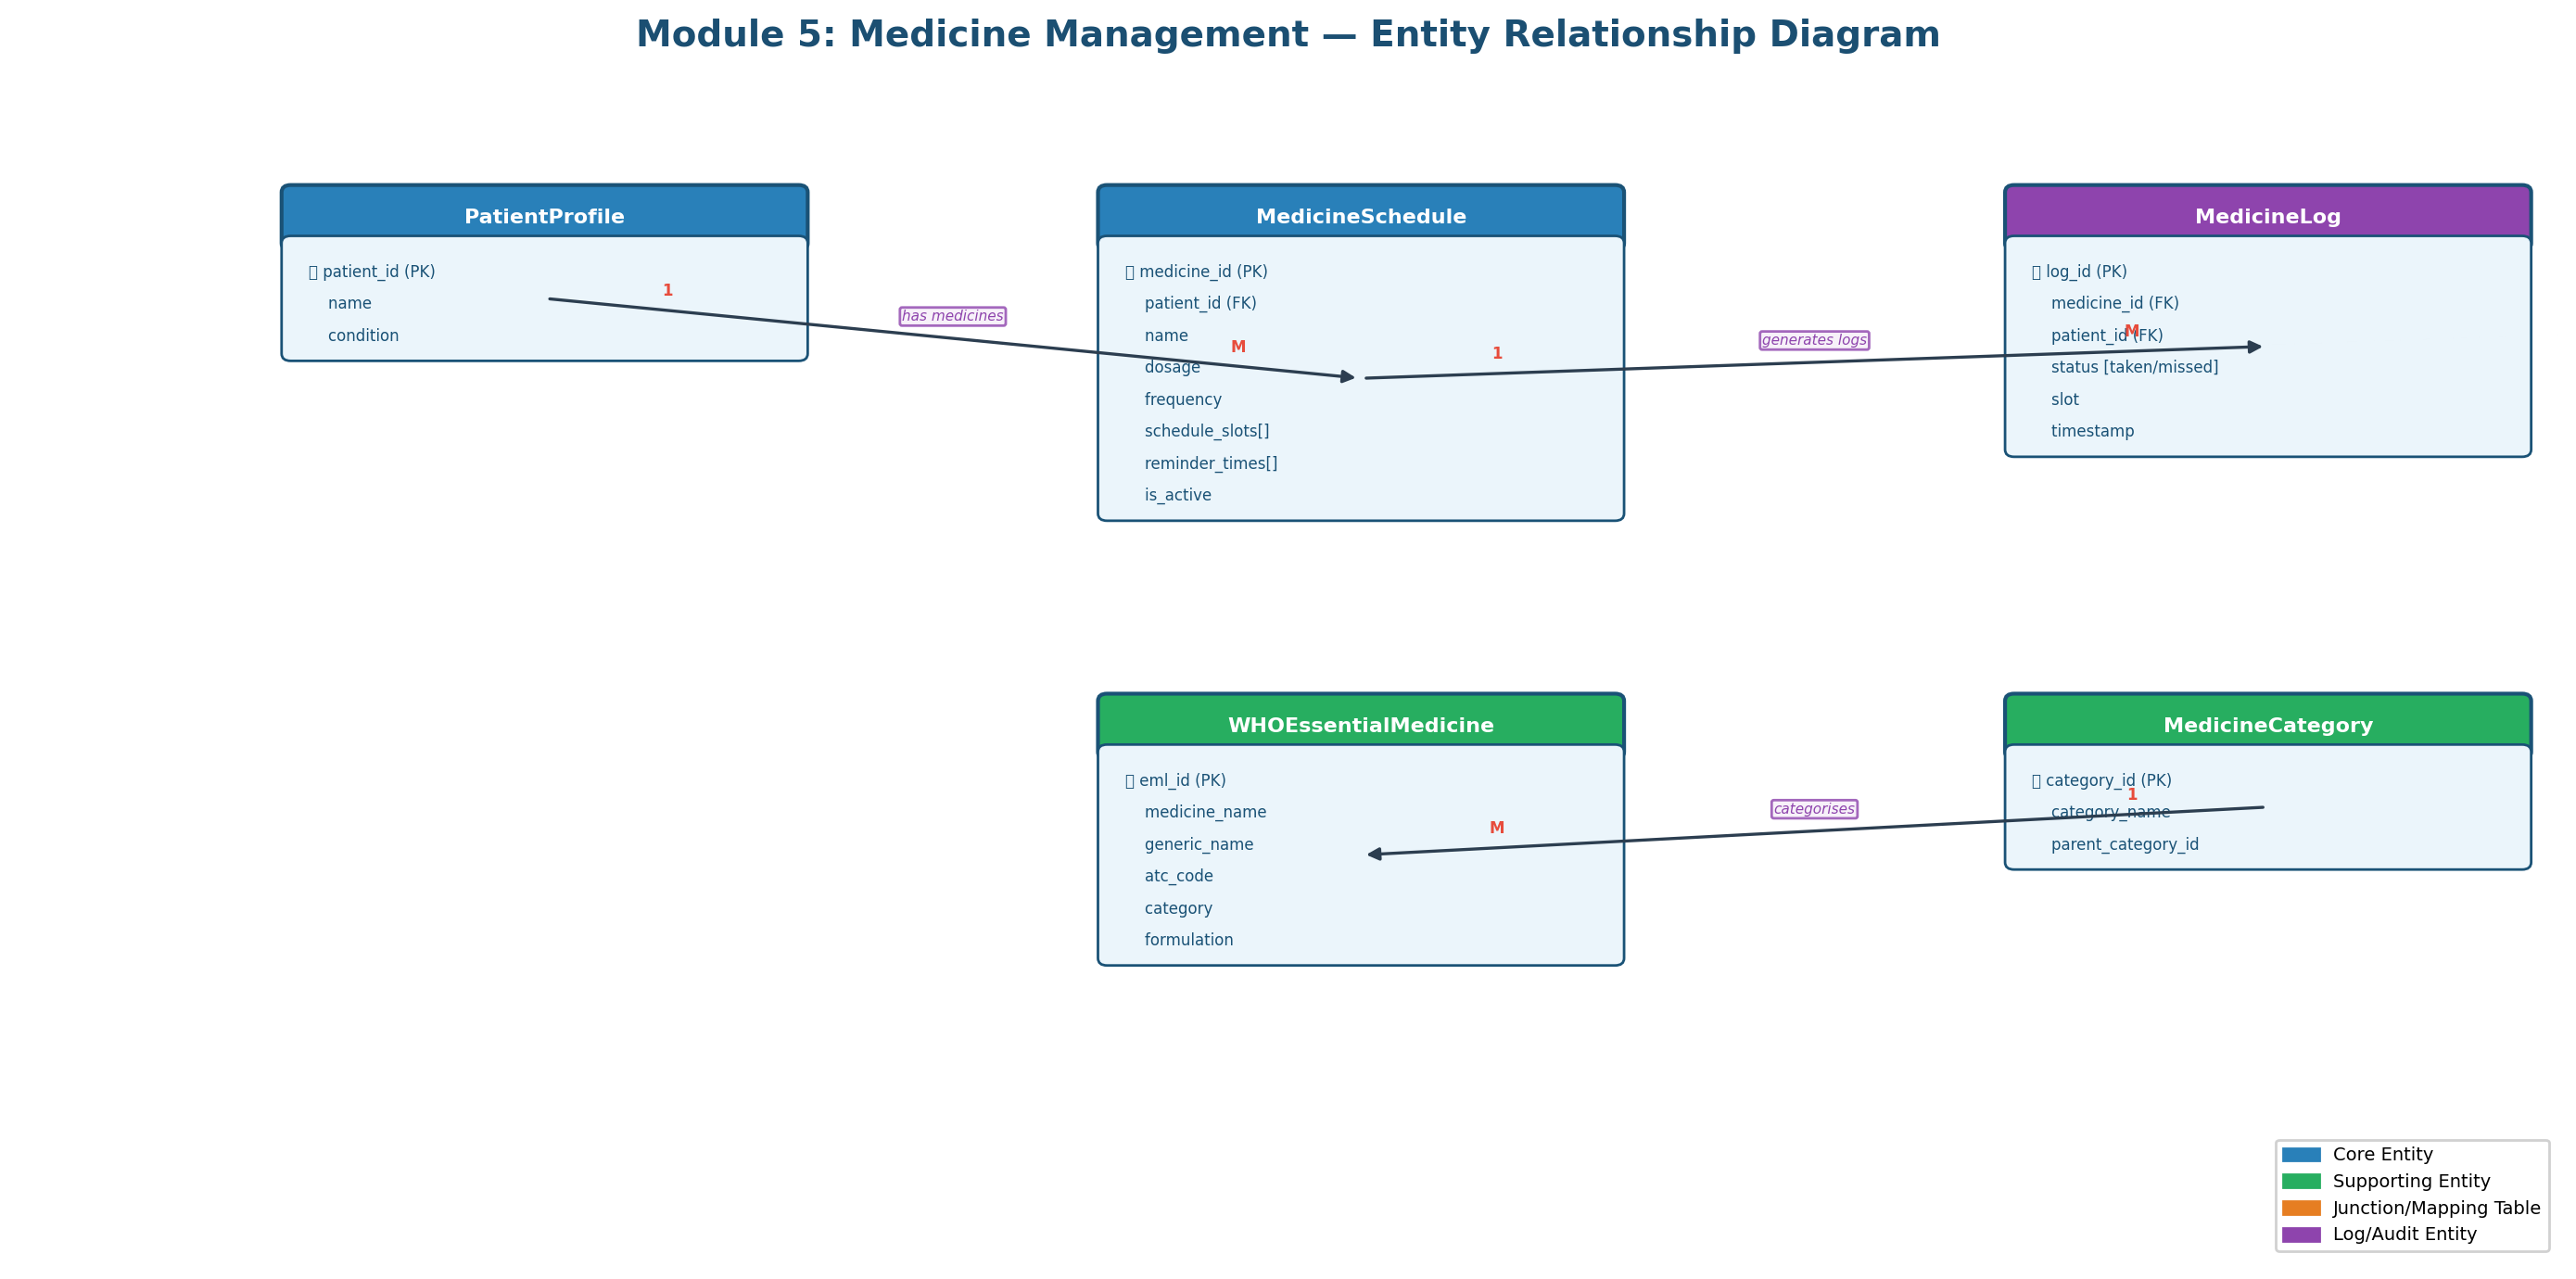 Module 5: Medicine Management — Entity Relationship Diagram
PatientProfile
patient_id (PK)
name
condition
1
has medicines
M
MedicineSchedule
medicine_id (PK)
patient_id (FK)
name
dosage
frequency
schedule_slots[]
reminder_times[]
is_active
1
generates logs
M
MedicineLog
log_id (PK)
medicine_id (FK)
patient_id (FK)
status [taken/missed]
slot
timestamp
WHOEssentialMedicine
eml_id (PK)
medicine_name
generic_name
atc_code
category
formulation
M
categorises
1
MedicineCategory
category_id (PK)
category_name
parent_category_id
Core Entity
Supporting Entity
Junction/Mapping Table
Log/Audit Entity